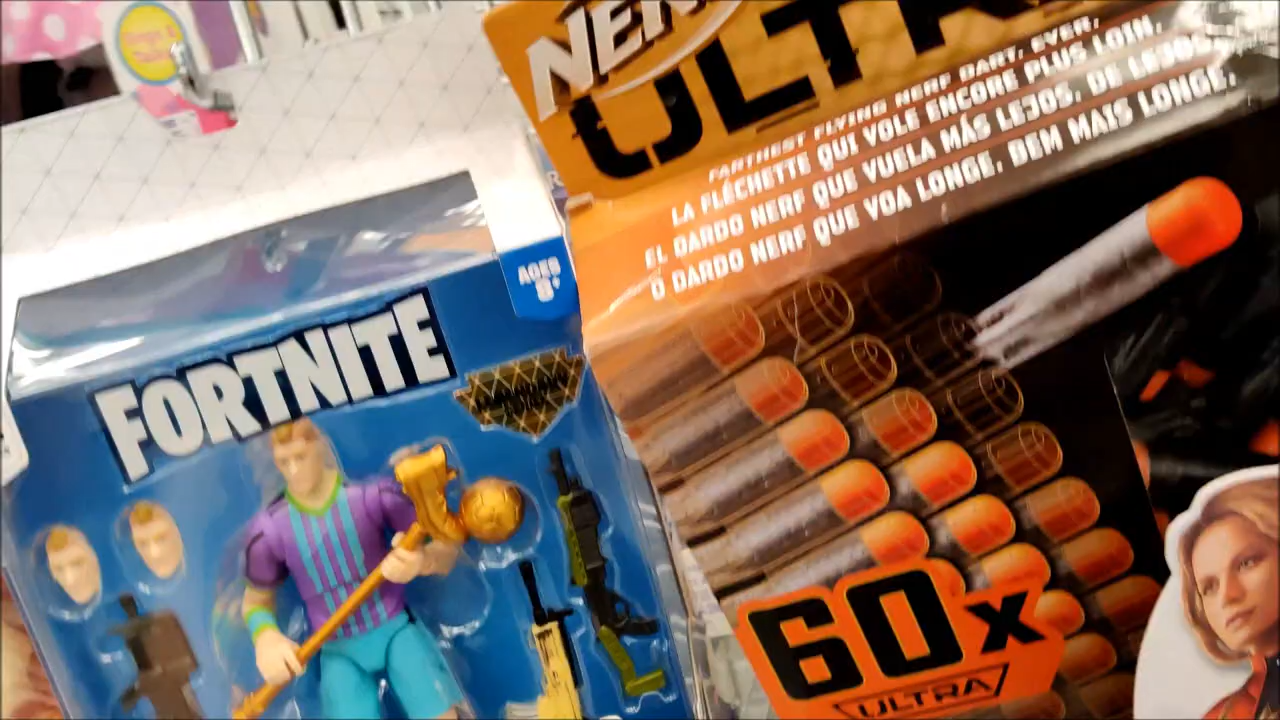 FORTNITE
AGES
8+
NERF
ULTRA
FARTHEST FLYING NERF DART. EVER.
LA FLÉCHETTE QUI VOLE ENCORE PLUS LOIN.
EL DARDO NERF QUE VUELA MÁS LEJOS. DE LEJOS.
O DARDO NERF QUE VOA LONGE. BEM MAIS LONGE.
60x
ULTRA